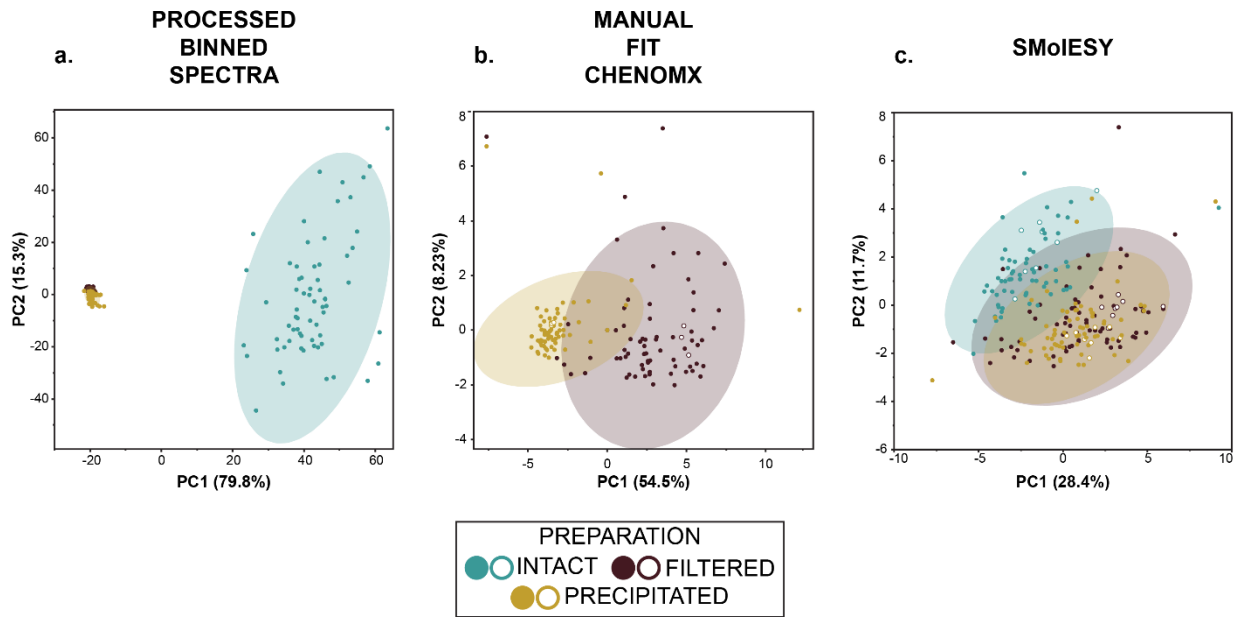 PROCESSED
BINNED
SPECTRA
a.
60
40
20
0
-20
-40
PC2 (15.3%)
-20
0
20
40
60
PC1 (79.8%)
MANUAL
FIT
CHENOMX
b.
8
6
4
2
0
-2
-4
PC2 (8.23%)
-5
0
5
10
PC1 (54.5%)
SMolESY
c.
8
6
4
2
0
-2
-4
-6
PC2 (11.7%)
-10
-5
0
5
10
PC1 (28.4%)
PREPARATION
INTACT FILTERED
PRECIPITATED